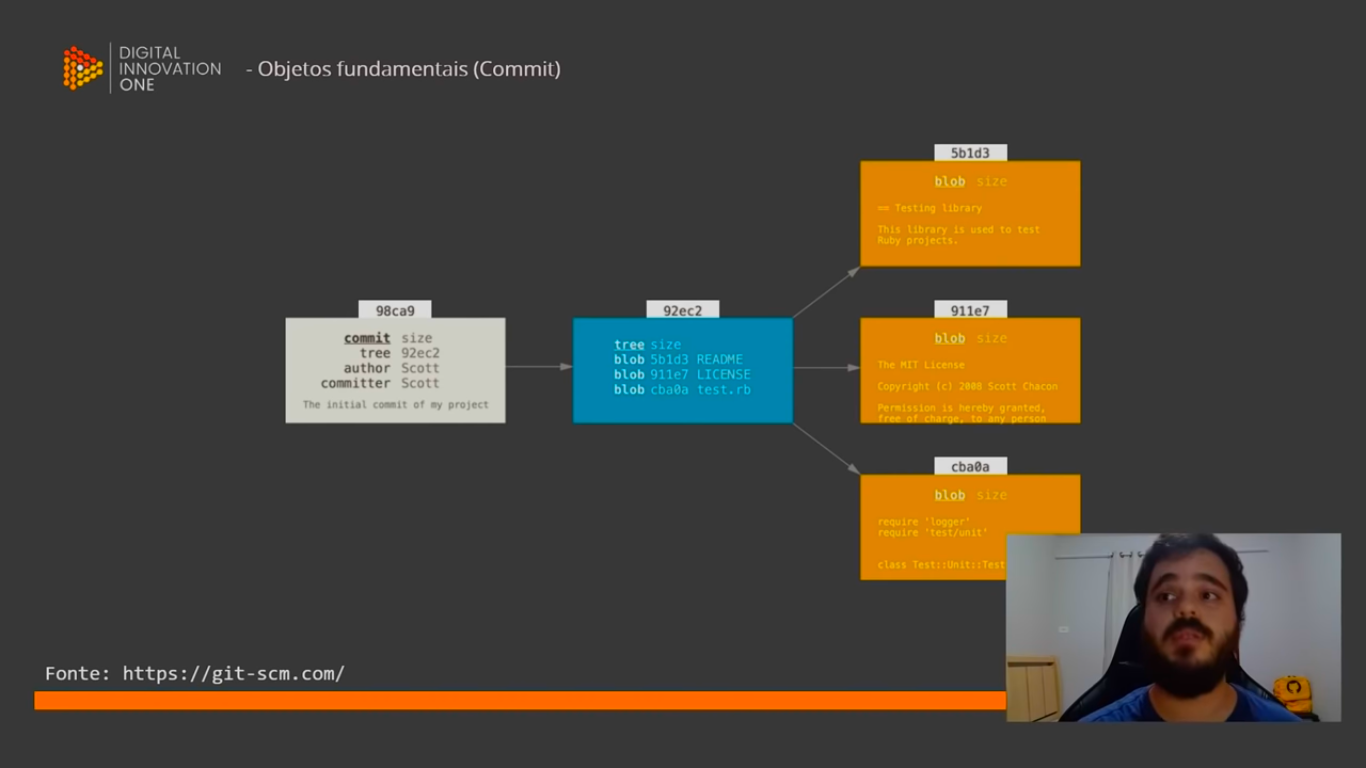 DIGITAL
INNOVATION
ONE
- Objetos fundamentais (Commit)
98ca9
commit size
tree 92ec2
author Scott
committer Scott
The initial commit of my project
92ec2
tree size
blob 5b1d3 README
blob 911e7 LICENSE
blob cba0a test.rb
5b1d3
blob size
== Testing library
This library is used to test
Ruby projects.
911e7
blob size
The MIT License
Copyright (c) 2008 Scott Chacon
Permission is hereby granted,
free of charge, to any person
cba0a
blob size
require 'logger'
require 'test/unit'
class Test::Unit::Test
Fonte: https://git-scm.com/